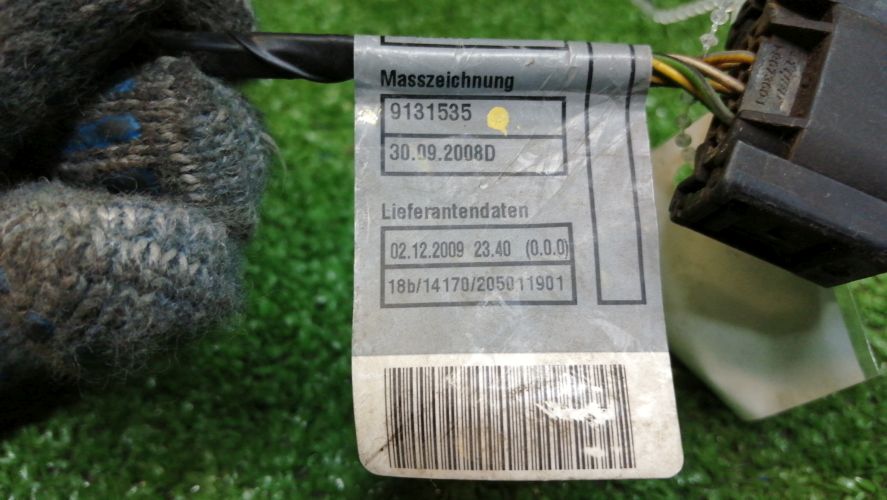 Masszeichnung
9131535
30.09.2008D
Lieferantendaten
02.12.2009 23.40 (0.0.0)
18b/14170/205011901